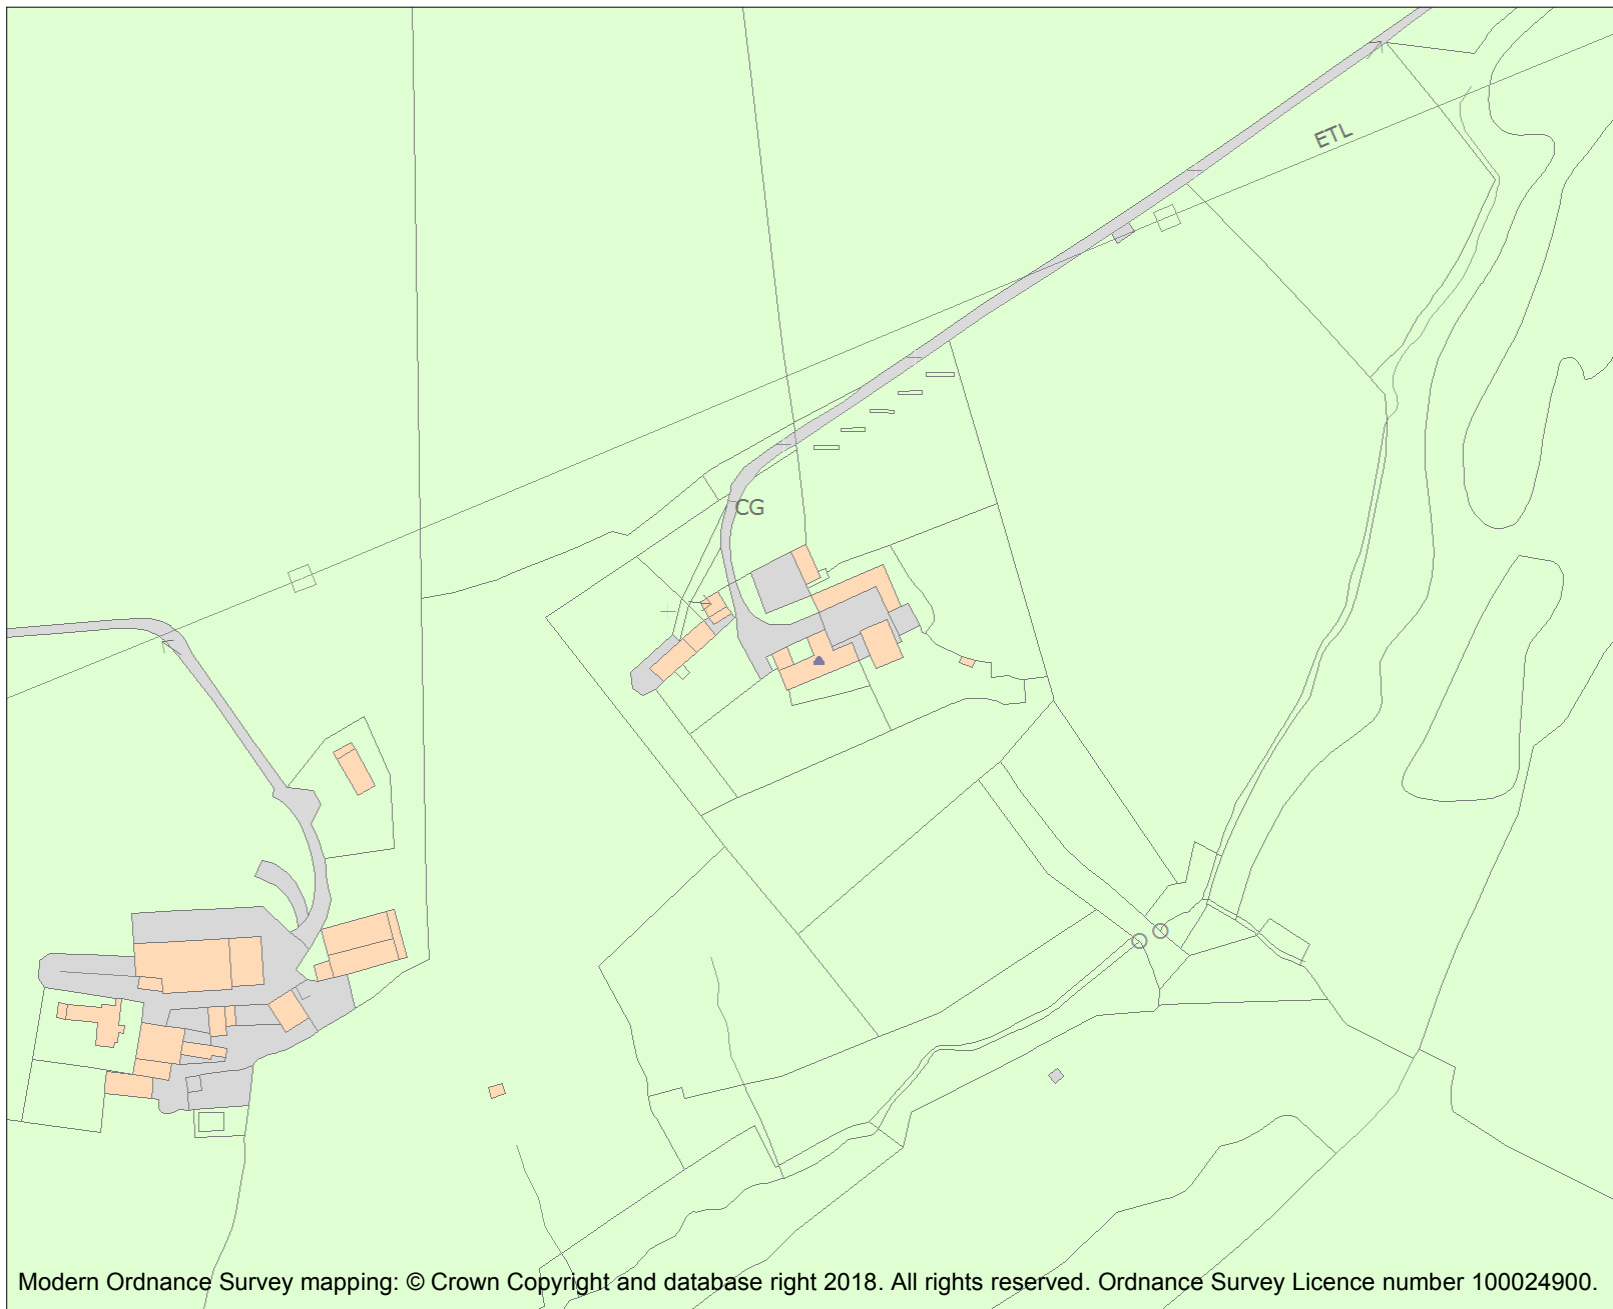 ETL
CG
Modern Ordnance Survey mapping: © Crown Copyright and database right 2018. All rights reserved. Ordnance Survey Licence number 100024900.